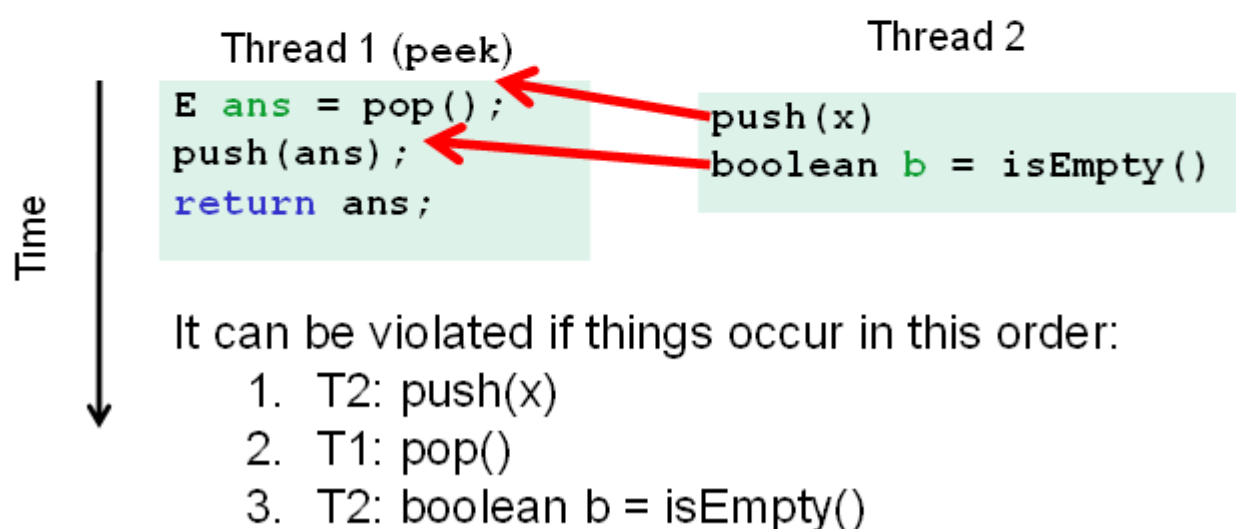 Thread 1 (peek)
Thread 2
E ans = pop();
push(ans);
return ans;
push(x)
boolean b = isEmpty()
Time
It can be violated if things occur in this order:
1. T2: push(x)
2. T1: pop()
3. T2: boolean b = isEmpty()